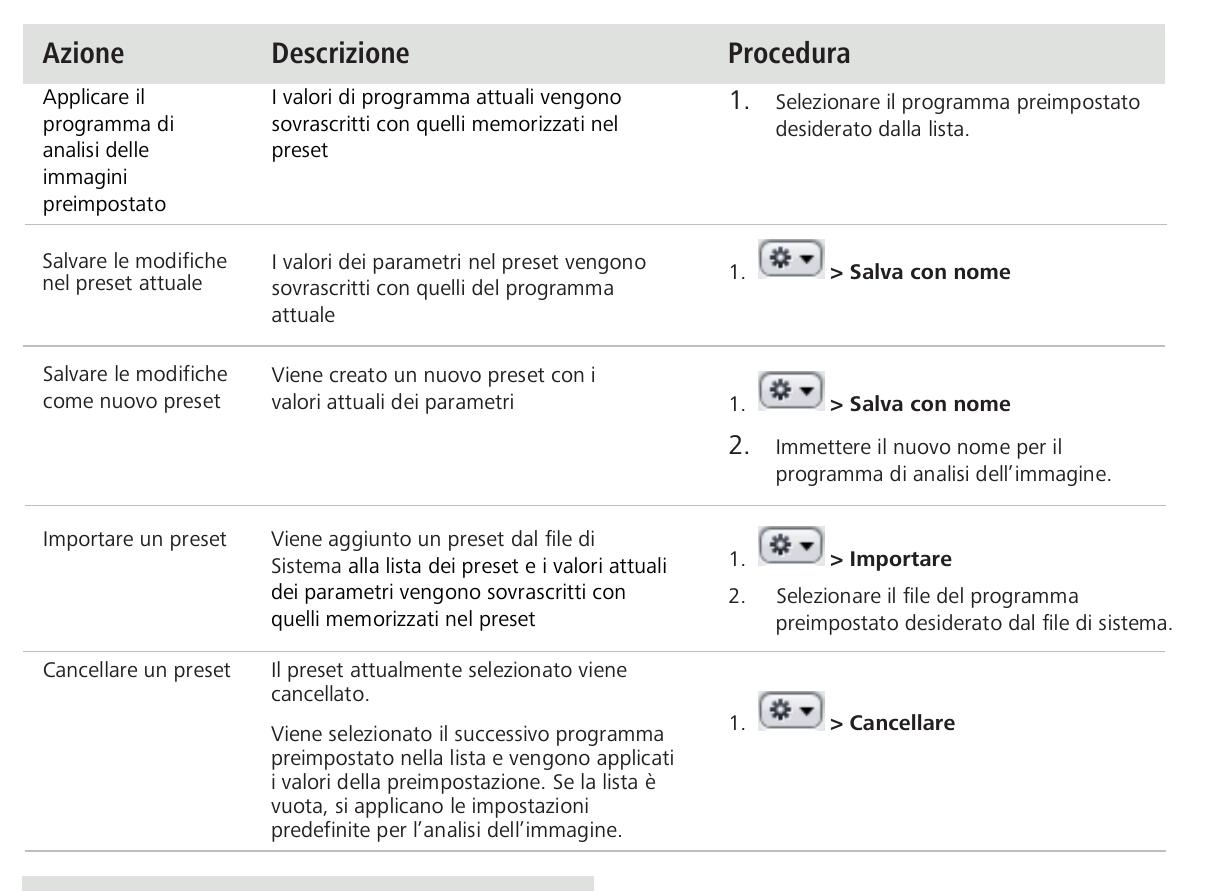 Azione Descrizione Procedura
Applicare il
programma di
analisi delle
immagini
preimpostato
I valori di programma attuali vengono
sovrascritti con quelli memorizzati nel
preset
1. Selezionare il programma preimpostato
desiderato dalla lista.
Salvare le modifiche
nel preset attuale
I valori dei parametri nel preset vengono
sovrascritti con quelli del programma
attuale
1. > Salva con nome
Salvare le modifiche
come nuovo preset
Viene creato un nuovo preset con i
valori attuali dei parametri
1. > Salva con nome
2. Immettere il nuovo nome per il
programma di analisi dell’immagine.
Importare un preset
Viene aggiunto un preset dal file di
Sistema alla lista dei preset e i valori attuali
dei parametri vengono sovrascritti con
quelli memorizzati nel preset
1. > Importare
2. Selezionare il file del programma
preimpostato desiderato dal file di sistema.
Cancellare un preset
Il preset attualmente selezionato viene
cancellato.
Viene selezionato il successivo programma
preimpostato nella lista e vengono applicati
i valori della preimpostazione. Se la lista è
vuota, si applicano le impostazioni
predefinite per l’analisi dell’immagine.
1. > Cancellare